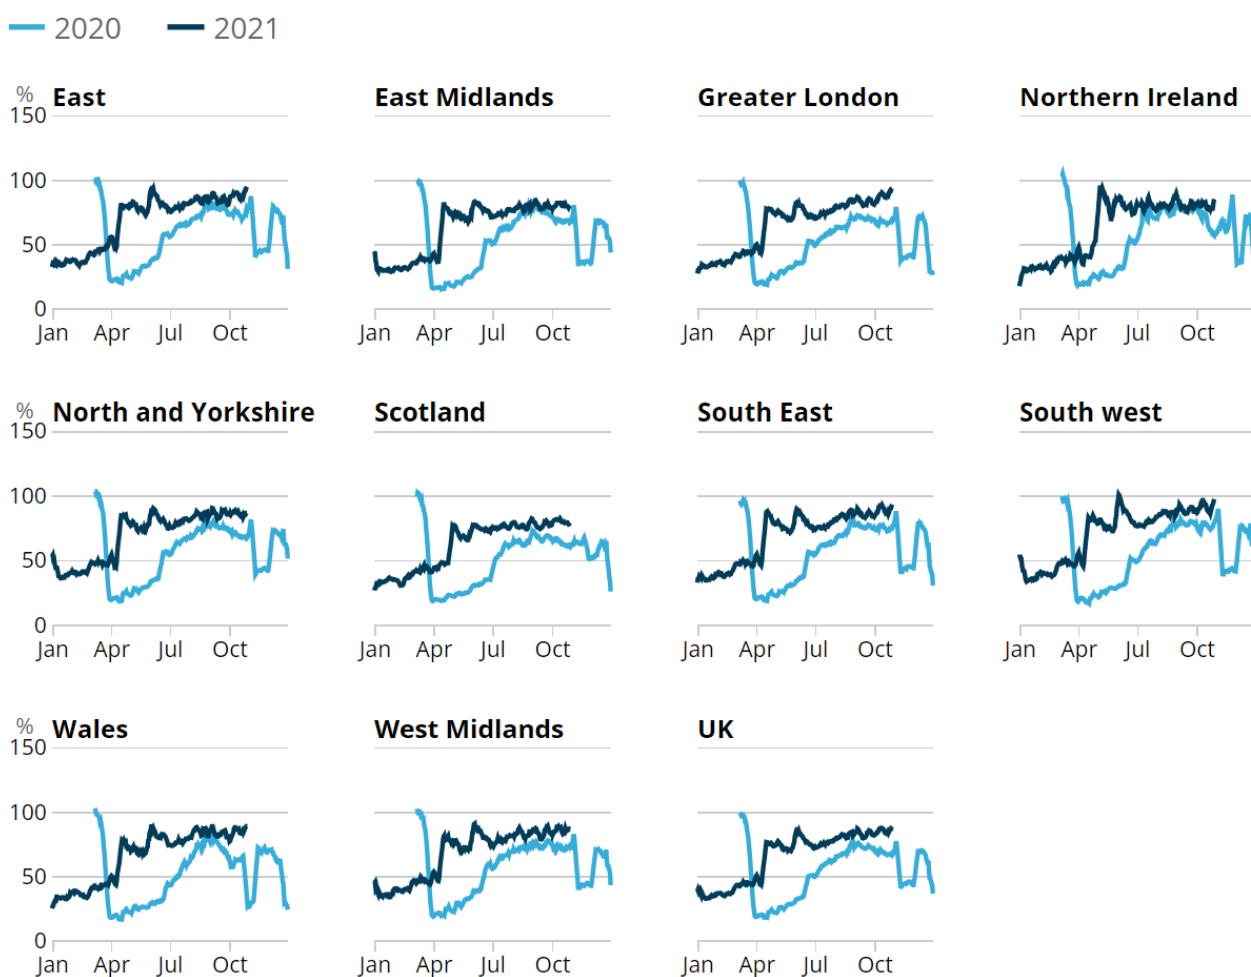 2020 2021
% East East Midlands Greater London Northern Ireland
150
100
50
0
Jan Apr Jul Oct Jan Apr Jul Oct Jan Apr Jul Oct Jan Apr Jul Oct
% North and Yorkshire Scotland South East South west
150
100
50
0
Jan Apr Jul Oct Jan Apr Jul Oct Jan Apr Jul Oct Jan Apr Jul Oct
% Wales West Midlands UK
150
100
50
0
Jan Apr Jul Oct Jan Apr Jul Oct Jan Apr Jul Oct